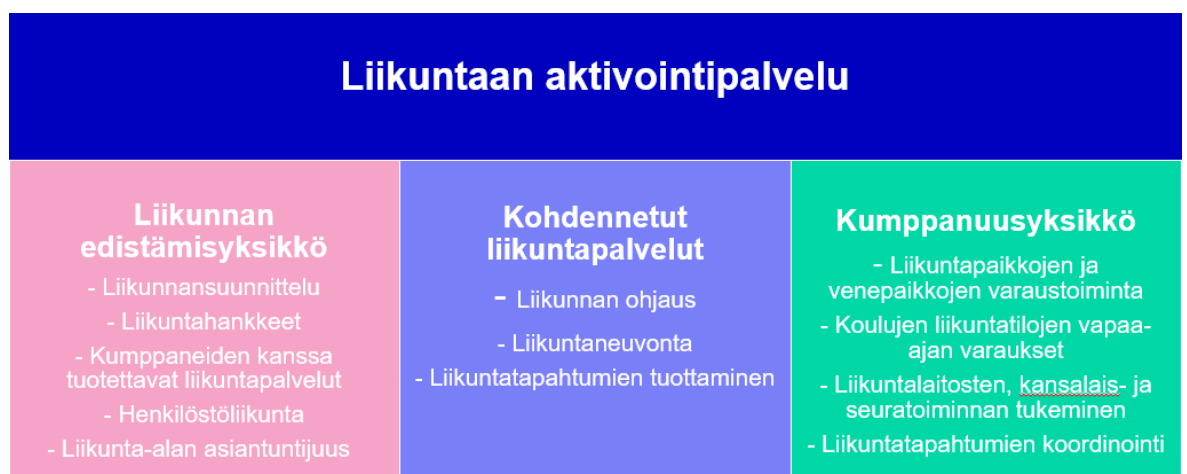 Liikuntaan aktivointipalvelu
Liikunnan
edistämisyksikkö
- Liikunnansuunnittelu
- Liikuntahankkeet
- Kumppaneiden kanssa
tuotettavat liikuntapalvelut
- Henkilöstöliikunta
- Liikunta-alan asiantuntijuus
Kohdennetut
liikuntapalvelut
- Liikunnan ohjaus
- Liikuntaneuvonta
- Liikuntatapahtumien tuottaminen
Kumppanuusyksikkö
- Liikuntapaikkojen ja
venepaikkojen varaustoiminta
- Koulujen liikuntatilojen vapaa-
ajan varaukset
- Liikuntalaitosten, kansalais- ja
seuratoiminnan tukeminen
- Liikuntatapahtumien koordinointi